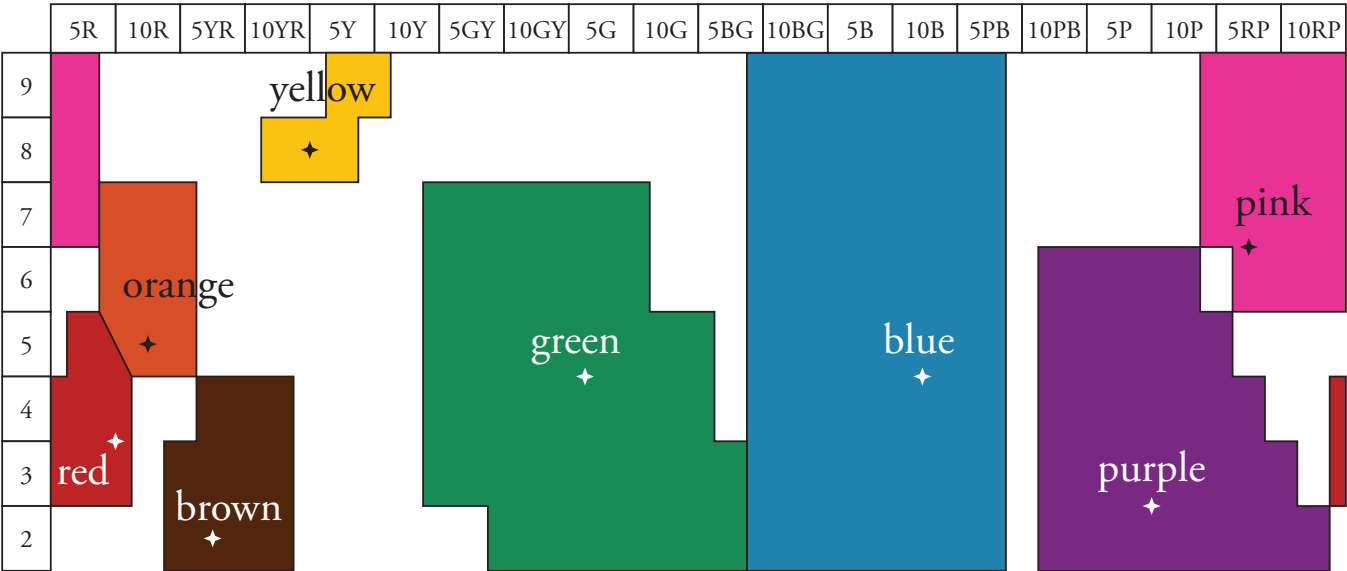 5R 10R 5YR 10YR 5Y 10Y 5GY 10GY 5G 10G 5BG 10BG 5B 10B 5PB 10PB 5P 10P 5RP 10RP
9
yellow
8
7
pink
6
orange
5
green
blue
4
3
red
purple
brown
2